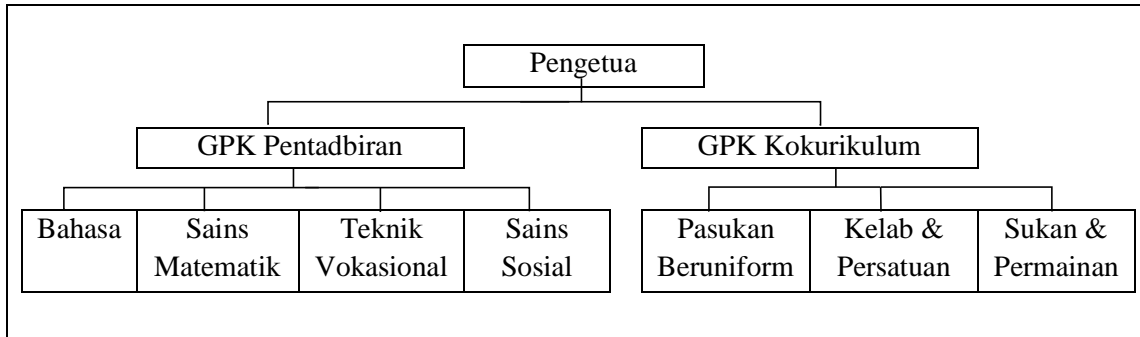 Pengetua
GPK Pentadbiran
GPK Kokurikulum
Bahasa
Sains
Matematik
Teknik
Vokasional
Sains
Sosial
Pasukan
Beruniform
Kelab &
Persatuan
Sukan &
Permainan